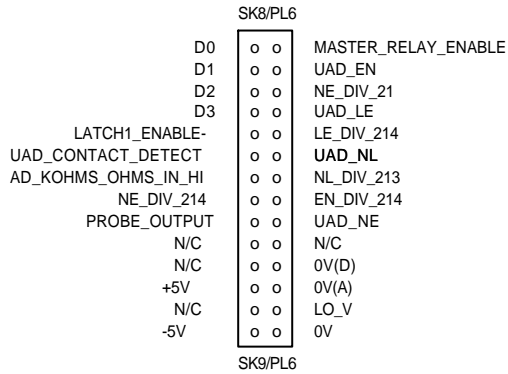 SK8/PL6
D0 o o MASTER_RELAY_ENABLE
D1 o o UAD_EN
D2 o o NE_DIV_21
D3 o o UAD_LE
LATCH1_ENABLE- o o LE_DIV_214
UAD_CONTACT_DETECT o o UAD_NL
AD_KOHMS_OHMS_IN_HI o o NL_DIV_213
NE_DIV_214 o o EN_DIV_214
PROBE_OUTPUT o o UAD_NE
N/C o o N/C
N/C o o 0V(D)
+5V o o 0V(A)
N/C o o LO_V
-5V o o 0V
SK9/PL6